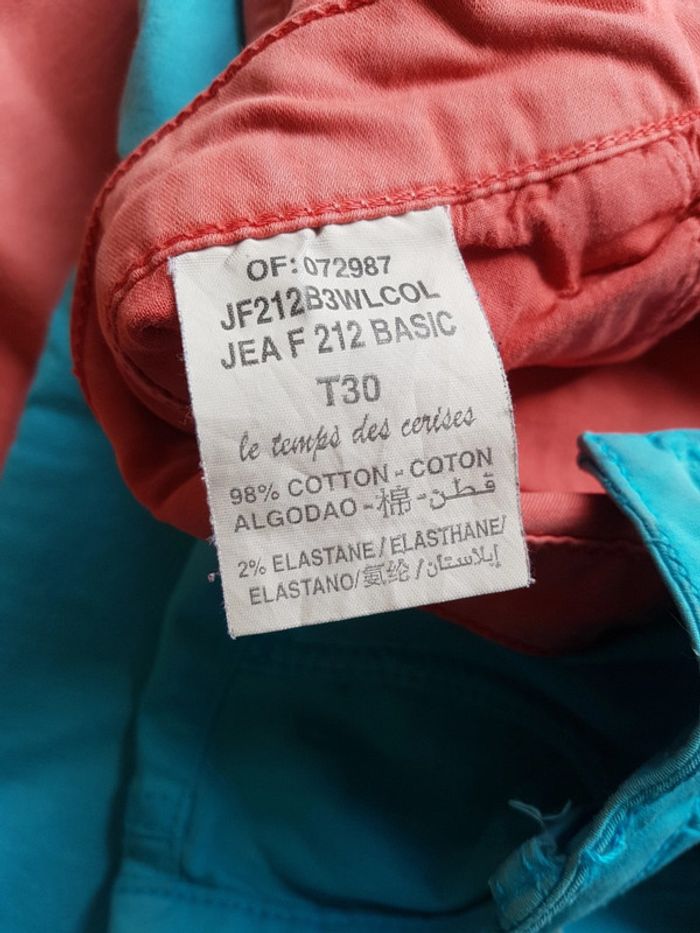 OF: 072987
JF212B3WLCOL
JEA F 212 BASIC
T30
le temps des cerises
98% COTTON - COTON
ALGODAO - 棉 - قطن
2% ELASTANE / ELASTHANE/
ELASTANO/氨纶/إيلاستان